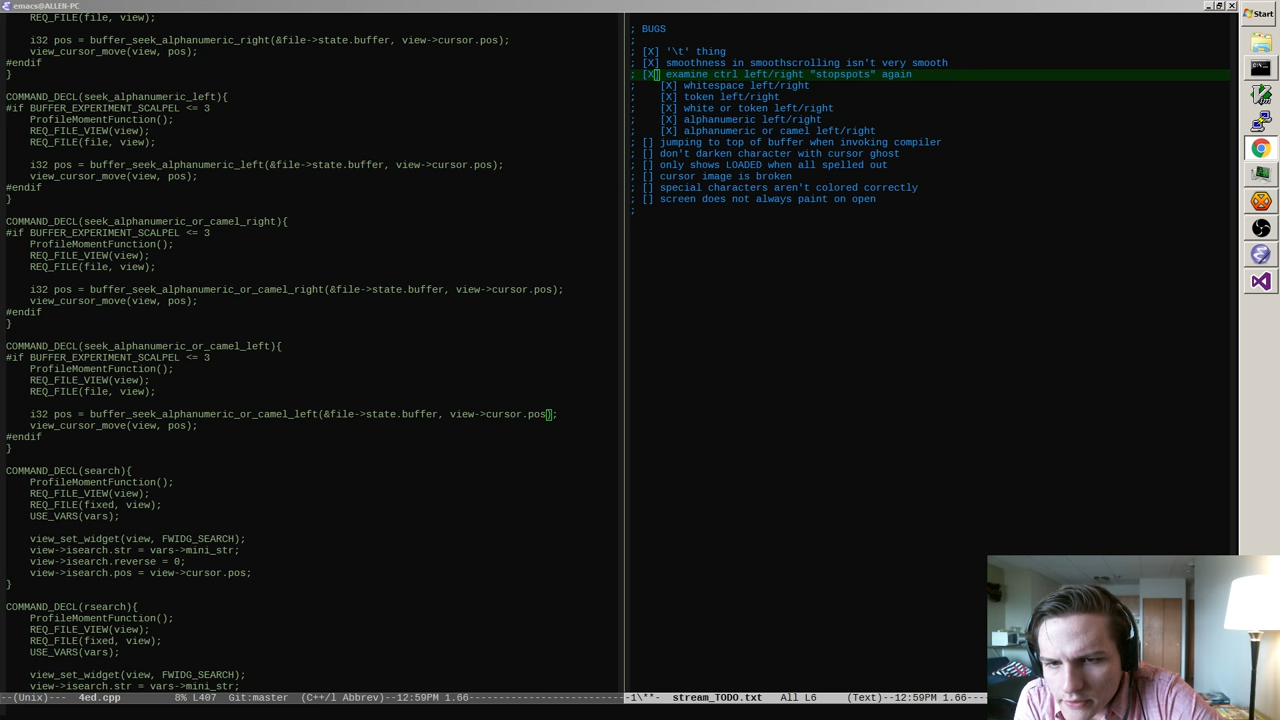 emacs@ALLEN-PC
REQ_FILE(file, view);
i32 pos = buffer_seek_alphanumeric_right(&file->state.buffer, view->cursor.pos);
view_cursor_move(view, pos);
#endif
}
COMMAND_DECL(seek_alphanumeric_left){
#if BUFFER_EXPERIMENT_SCALPEL <= 3
ProfileMomentFunction();
REQ_FILE_VIEW(view);
REQ_FILE(file, view);
i32 pos = buffer_seek_alphanumeric_left(&file->state.buffer, view->cursor.pos);
view_cursor_move(view, pos);
#endif
}
COMMAND_DECL(seek_alphanumeric_or_camel_right){
#if BUFFER_EXPERIMENT_SCALPEL <= 3
ProfileMomentFunction();
REQ_FILE_VIEW(view);
REQ_FILE(file, view);
i32 pos = buffer_seek_alphanumeric_or_camel_right(&file->state.buffer, view->cursor.pos);
view_cursor_move(view, pos);
#endif
}
COMMAND_DECL(seek_alphanumeric_or_camel_left){
#if BUFFER_EXPERIMENT_SCALPEL <= 3
ProfileMomentFunction();
REQ_FILE_VIEW(view);
REQ_FILE(file, view);
i32 pos = buffer_seek_alphanumeric_or_camel_left(&file->state.buffer, view->cursor.pos);
view_cursor_move(view, pos);
#endif
}
COMMAND_DECL(search){
ProfileMomentFunction();
REQ_FILE_VIEW(view);
REQ_FILE(fixed, view);
USE_VARS(vars);
view_set_widget(view, FWIDG_SEARCH);
view->isearch.str = vars->mini_str;
view->isearch.reverse = 0;
view->isearch.pos = view->cursor.pos;
}
COMMAND_DECL(rsearch){
ProfileMomentFunction();
REQ_FILE_VIEW(view);
REQ_FILE(fixed, view);
USE_VARS(vars);
view_set_widget(view, FWIDG_SEARCH);
view->isearch.str = vars->mini_str;
--(Unix)--- 4ed.cpp 8% L407 Git:master (C++/l Abbrev)--12:59PM 1.66
; BUGS
;
; [X] '\t' thing
; [X] smoothness in smoothscrolling isn't very smooth
; [X] examine ctrl left/right "stopspots" again
; [X] whitespace left/right
; [X] token left/right
; [X] white or token left/right
; [X] alphanumeric left/right
; [X] alphanumeric or camel left/right
; [] jumping to top of buffer when invoking compiler
; [] don't darken character with cursor ghost
; [] only shows LOADED when all spelled out
; [] cursor image is broken
; [] special characters aren't colored correctly
; [] screen does not always paint on open
;
-1\**- stream_TODO.txt All L6 (Text)--12:59PM 1.66
Start